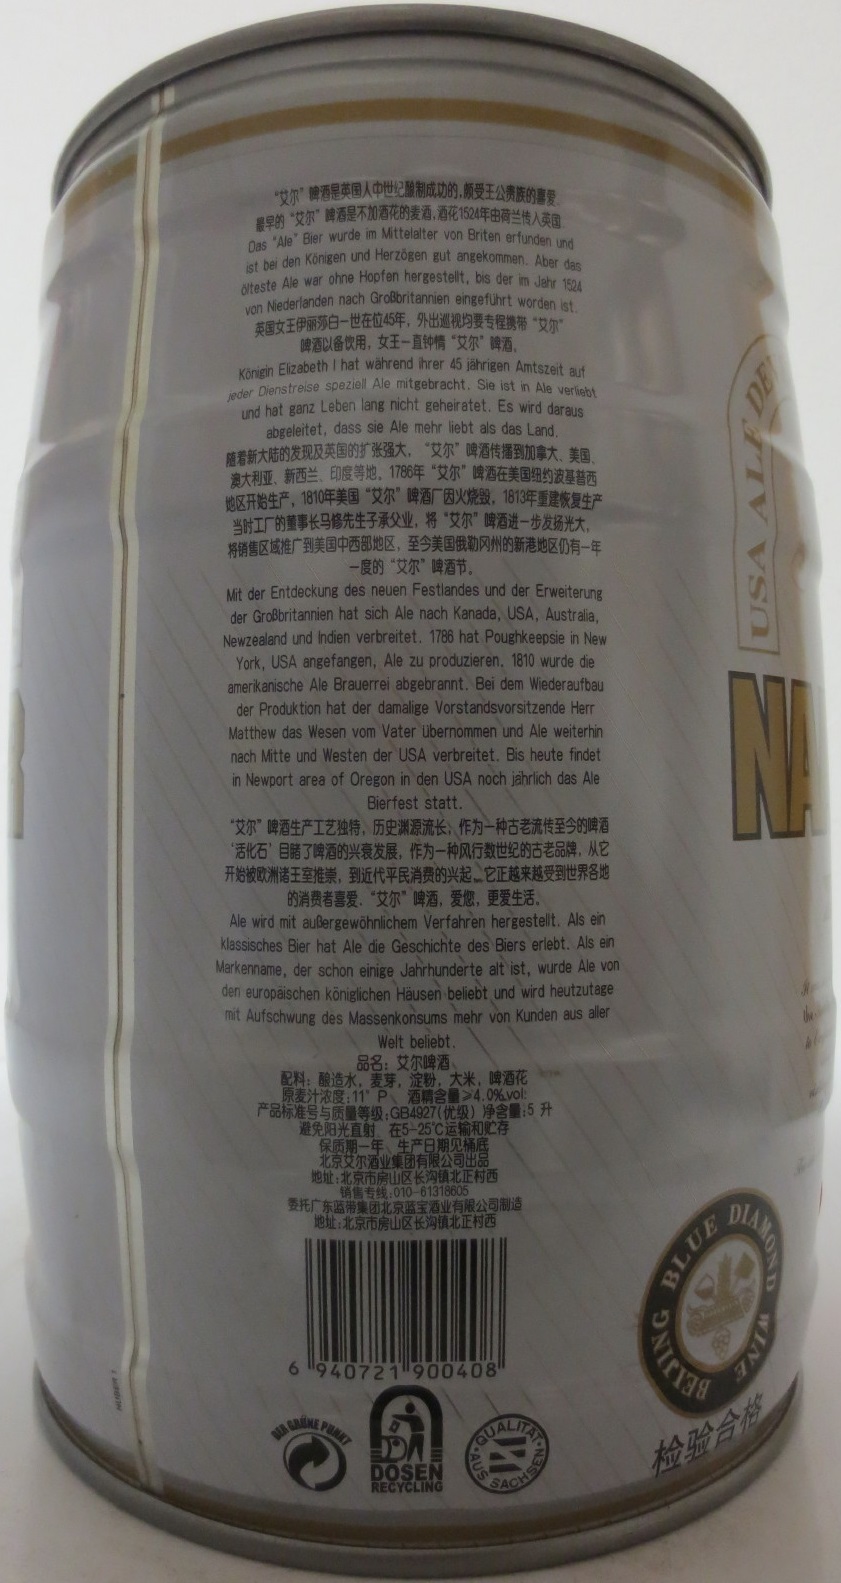 “艾尔”啤酒是英国人中世纪酿制成功的,颇受王公贵族的喜爱.
最早的“艾尔”啤酒是不加酒花的麦酒,酒花1524年由荷兰传入英国.
Das "Ale" Bier wurde im Mittelalter von Briten erfunden und
ist bei den Königen und Herzögen gut angekommen. Aber das
älteste Ale war ohne Hopfen hergestellt, bis der im Jahr 1524
von Niederlanden nach Großbritannien eingeführt worden ist.
英国女王伊丽莎白一世在位45年，外出巡视均要专程携带“艾尔”
啤酒以备饮用，女王一直钟情“艾尔”啤酒。
Königin Elizabeth I hat während ihrer 45 jährigen Amtszeit auf
jeder Dienstreise speziell Ale mitgebracht. Sie ist in Ale verliebt
und hat ganz Leben lang nicht geheiratet. Es wird daraus
abgeleitet, dass sie Ale mehr liebt als das Land.
随着新大陆的发现及英国的扩张强大，“艾尔”啤酒传播到加拿大、美国、
澳大利亚、新西兰、印度等地，1786年“艾尔”啤酒在美国纽约波基普西
地区开始生产，1810年美国“艾尔”啤酒厂因火烧毁，1813年重建恢复生产
当时工厂的董事长马修先生子承父业，将“艾尔”啤酒进一步发扬光大，
将销售区域推广到美国中西部地区，至今美国俄勒冈州的新港地区仍有一年
一度的“艾尔”啤酒节。
Mit der Entdeckung des neuen Festlandes und der Erweiterung
der Großbritannien hat sich Ale nach Kanada, USA, Australia,
Newzealand und Indien verbreitet. 1786 hat Poughkeepsie in New
York, USA angefangen, Ale zu produzieren. 1810 wurde die
amerikanische Ale Brauerrei abgebrannt. Bei dem Wiederaufbau
der Produktion hat der damalige Vorstandsvorsitzende Herr
Matthew das Wesen vom Vater übernommen und Ale weiterhin
nach Mitte und Westen der USA verbreitet. Bis heute findet
in Newport area of Oregon in den USA noch jährlich das Ale
Bierfest statt.
“艾尔”啤酒生产工艺独特，历史渊源流长，作为一种古老流传至今的啤酒
‘活化石’目睹了啤酒的兴衰发展，作为一种风行数世纪的古老品牌，从它
开始被欧洲诸王室推崇，到近代平民消费的兴起，它正越来越受到世界各地
的消费者喜爱.“艾尔”啤酒，爱您，更爱生活。
Ale wird mit außergewöhnlichem Verfahren hergestellt. Als ein
klassisches Bier hat Ale die Geschichte des Biers erlebt. Als ein
Markenname, der schon einige Jahrhunderte alt ist, wurde Ale von
den europäischen königlichen Häusen beliebt und wird heutzutage
mit Aufschwung des Massenkonsums mehr von Kunden aus aller
Welt beliebt.
品名：艾尔啤酒
配料：酿造水，麦芽，淀粉，大米，啤酒花
原麦汁浓度:11°P 酒精含量≥4.0%vol:
产品标准号与质量等级:GB4927(优级) 净含量:5 升
避免阳光直射、在5-25℃运输和贮存
保质期一年、生产日期见桶底
北京艾尔酒业集团有限公司出品
地址:北京市房山区长沟镇北正村西
销售专线:010-61318605
委托广东蓝带集团北京蓝宝酒业有限公司制造
地址:北京市房山区长沟镇北正村西
6 940721 900408
DER GRÜNE PUNKT
DOSEN
RECYCLING
QUALITÄT
AUS SACHSEN
USA ALE DE
NA
BEIJING BLUE DIAMOND WINE
检验合格